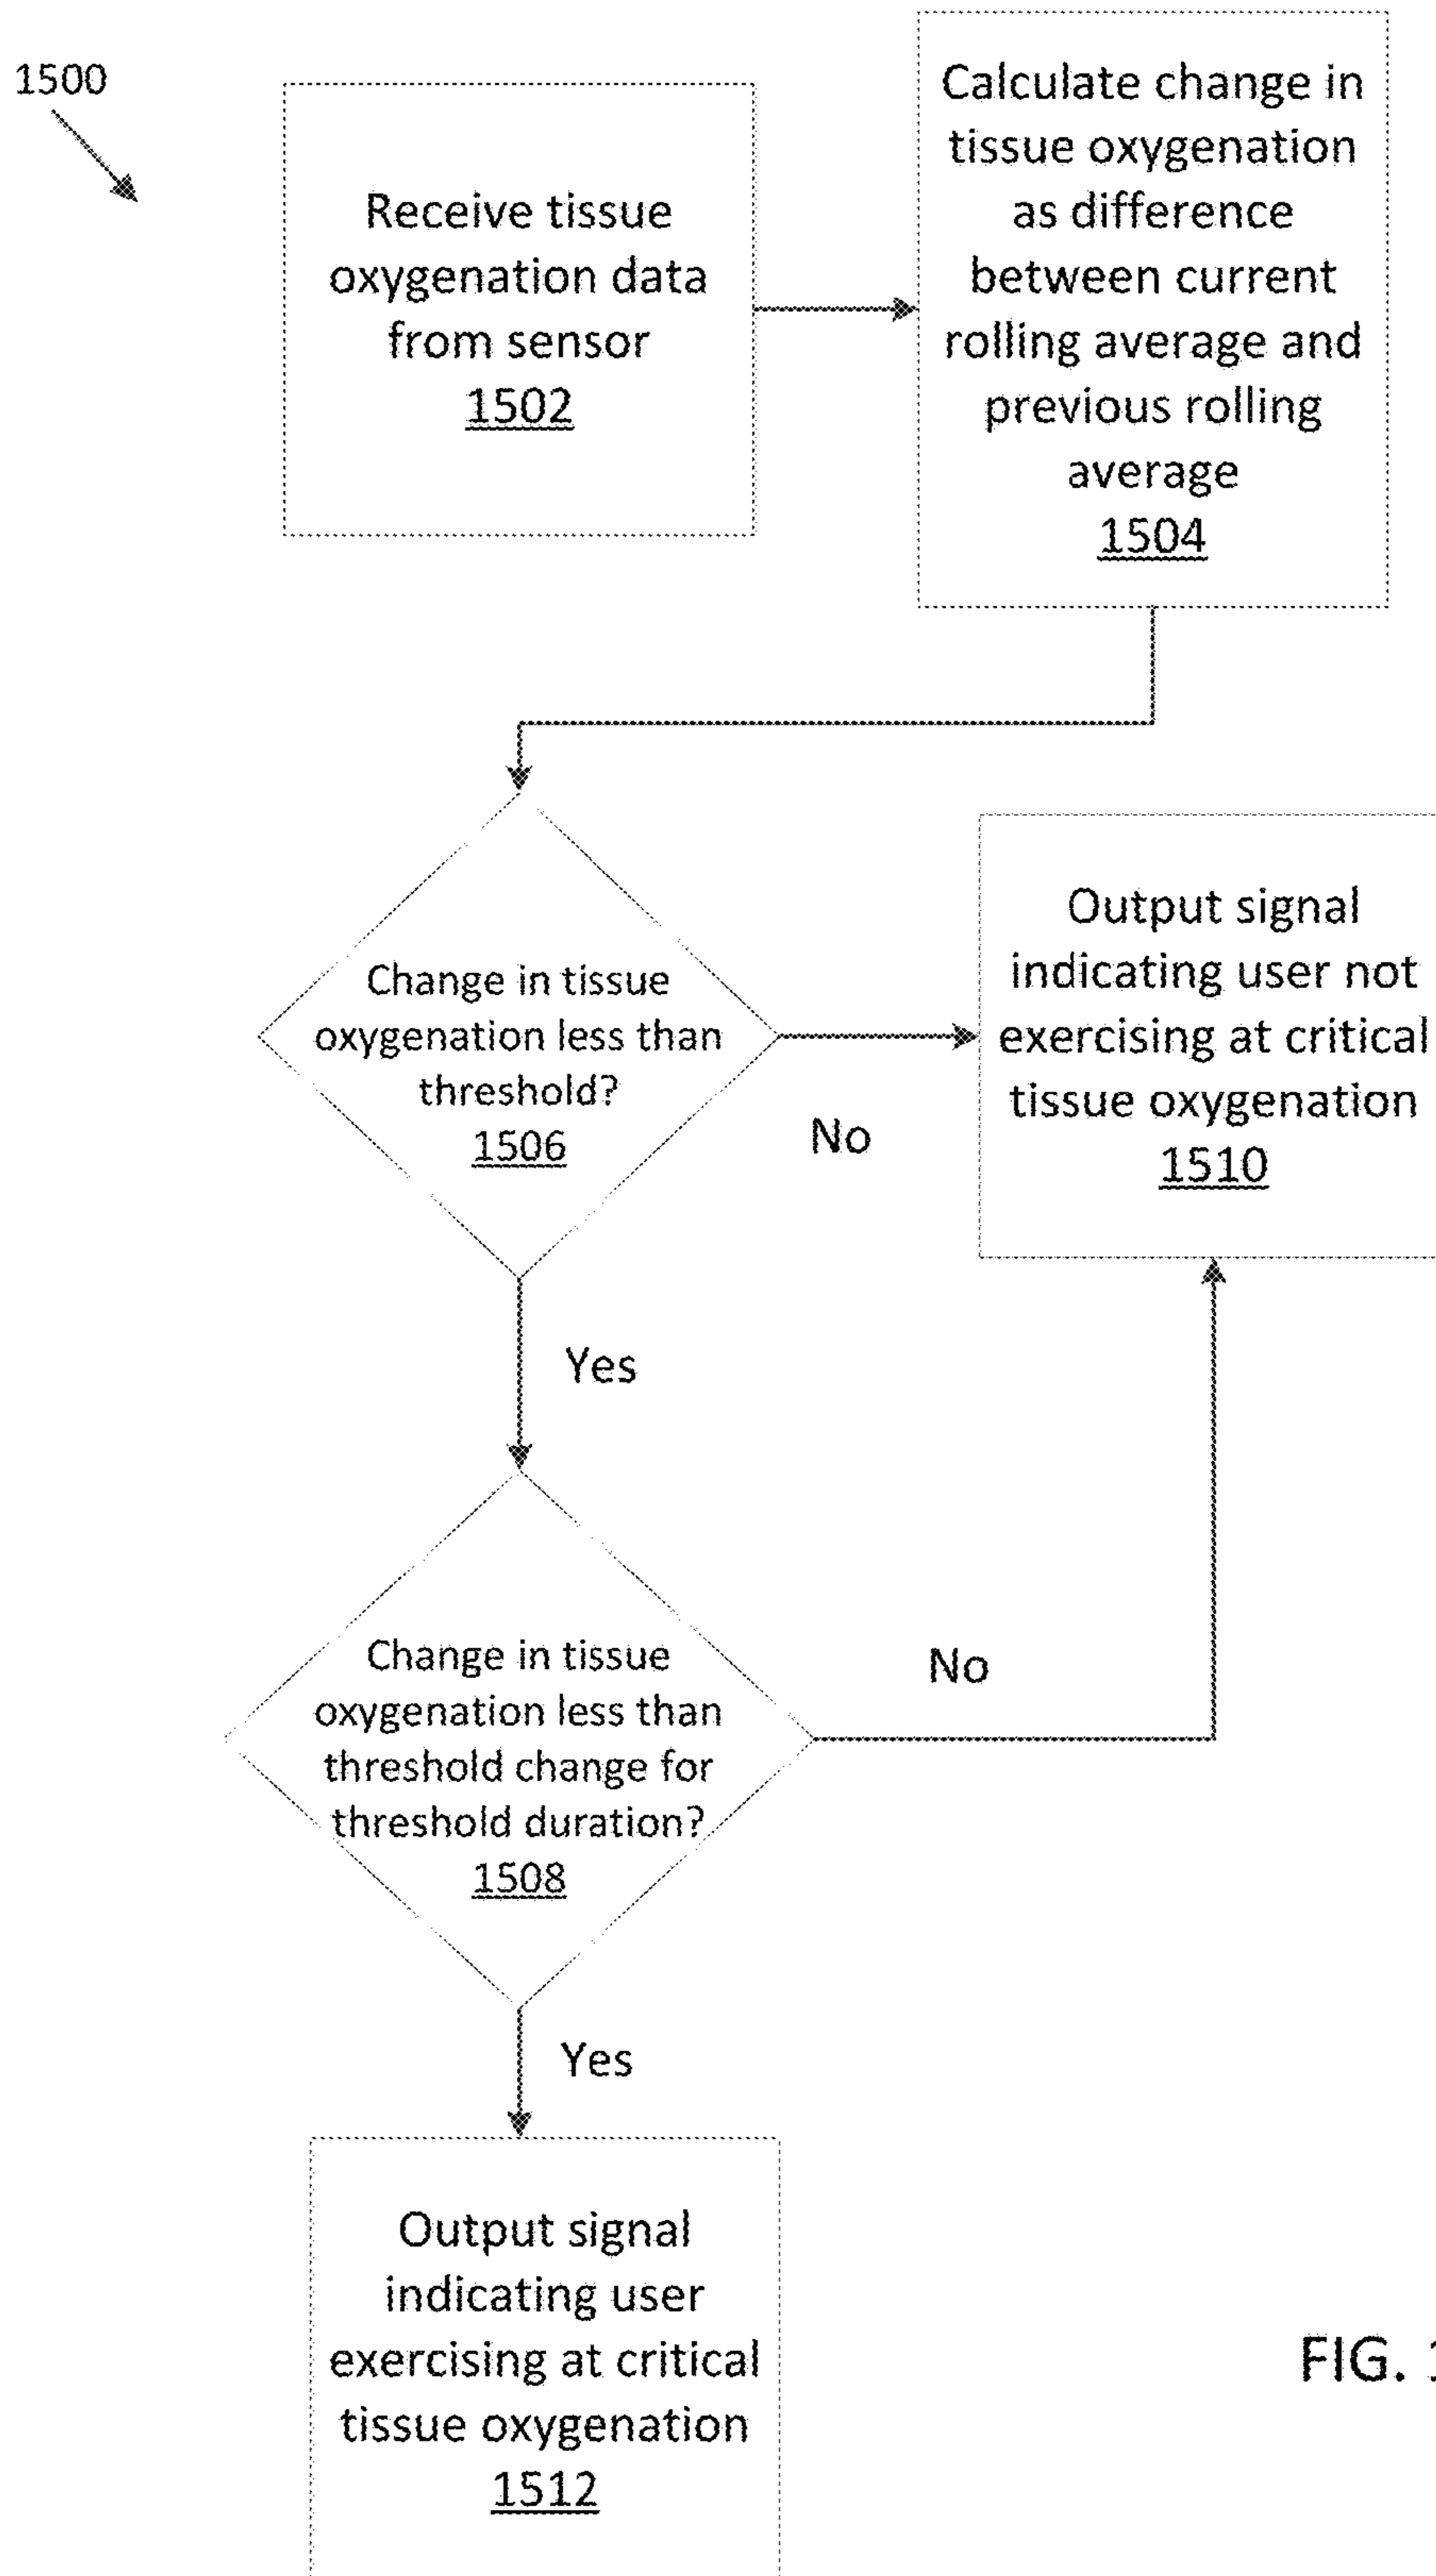 1500
Receive tissue
oxygenation data
from sensor
1502
Calculate change in
tissue oxygenation
as difference
between current
rolling average and
previous rolling
average
1504
Change in tissue
oxygenation less than
threshold?
1506
No
Output signal
indicating user not
exercising at critical
tissue oxygenation
1510
Yes
Change in tissue
oxygenation less than
threshold change for
threshold duration?
1508
No
Yes
Output signal
indicating user
exercising at critical
tissue oxygenation
1512
FIG.